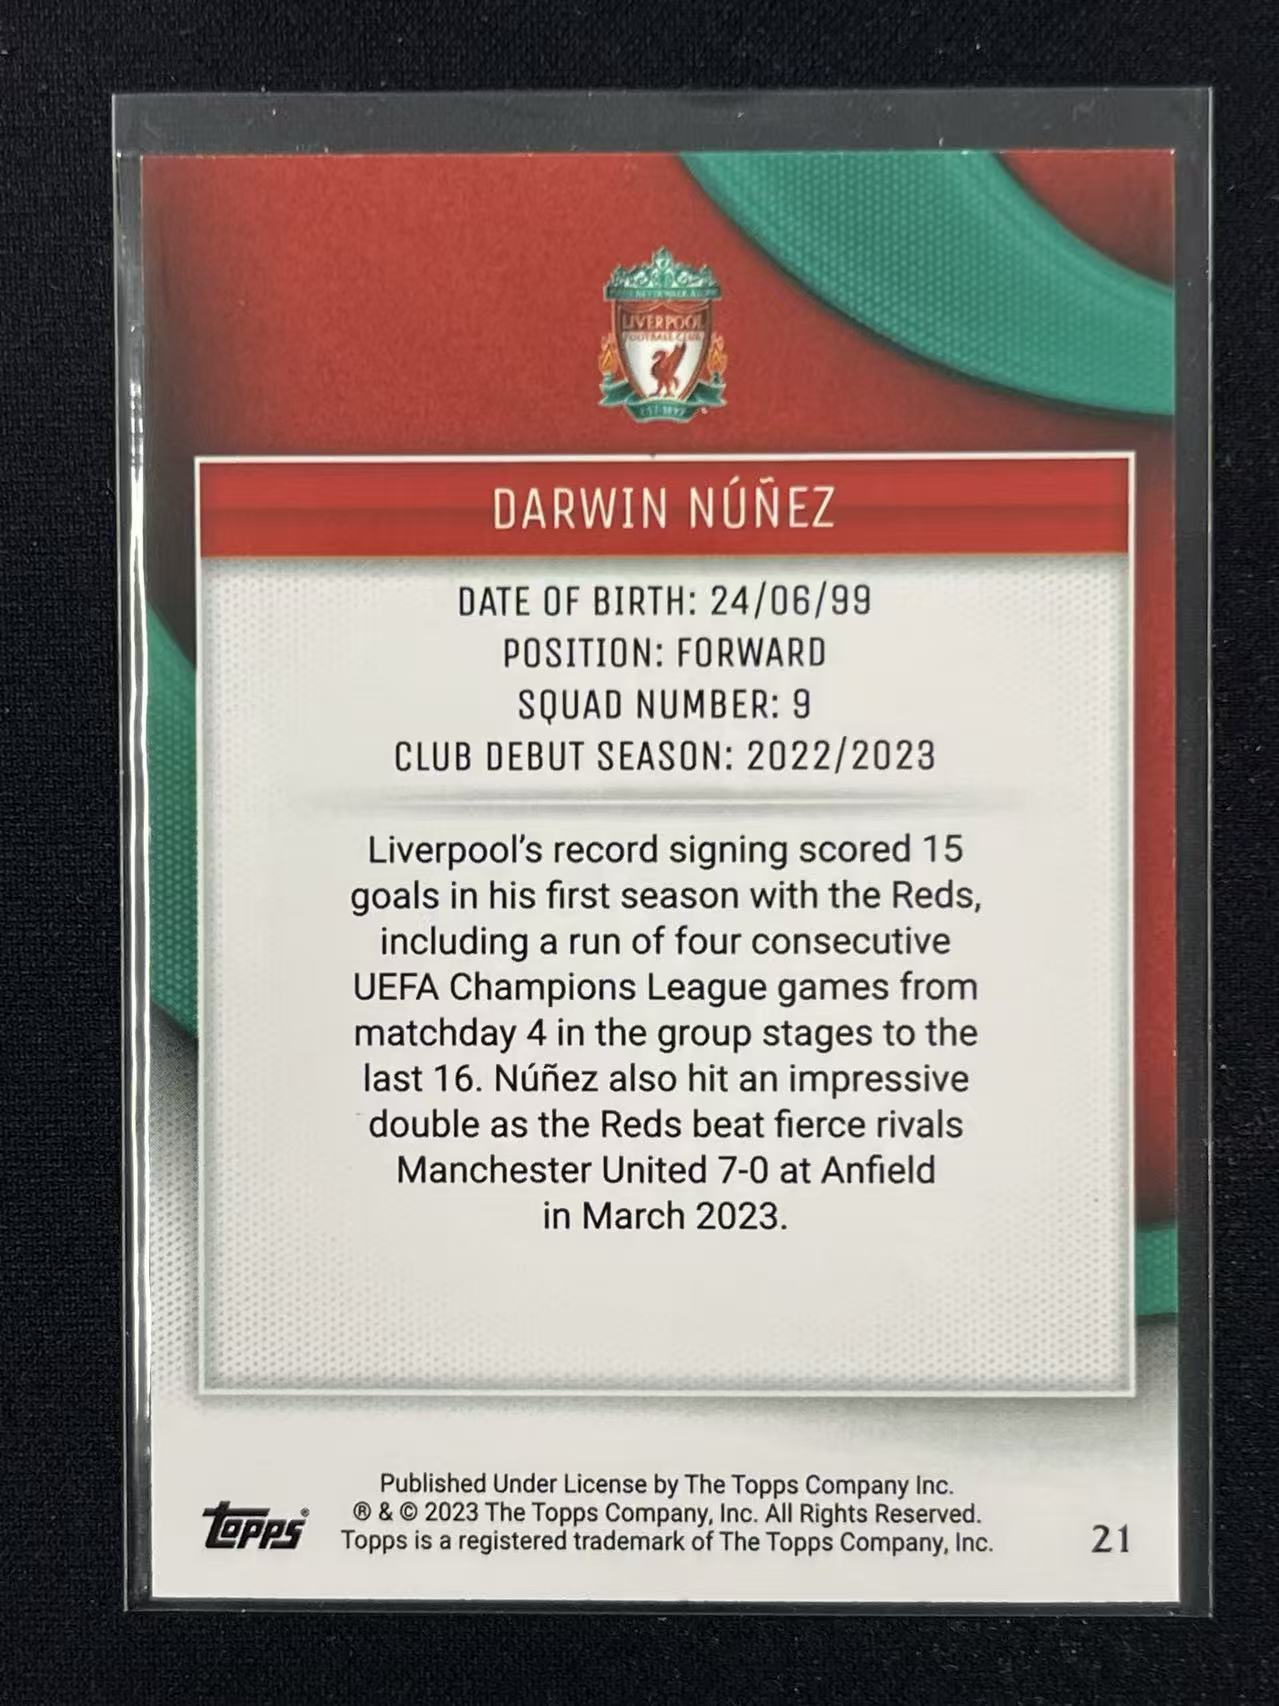 LIVERPOOL
FOOTBALL CLUB
EST·1892
DARWIN NÚÑEZ
DATE OF BIRTH: 24/06/99
POSITION: FORWARD
SQUAD NUMBER: 9
CLUB DEBUT SEASON: 2022/2023
Liverpool’s record signing scored 15
goals in his first season with the Reds,
including a run of four consecutive
UEFA Champions League games from
matchday 4 in the group stages to the
last 16. Núñez also hit an impressive
double as the Reds beat fierce rivals
Manchester United 7-0 at Anfield
in March 2023.
Published Under License by The Topps Company Inc.
® & © 2023 The Topps Company, Inc. All Rights Reserved.
Topps is a registered trademark of The Topps Company, Inc.
Topps®
21